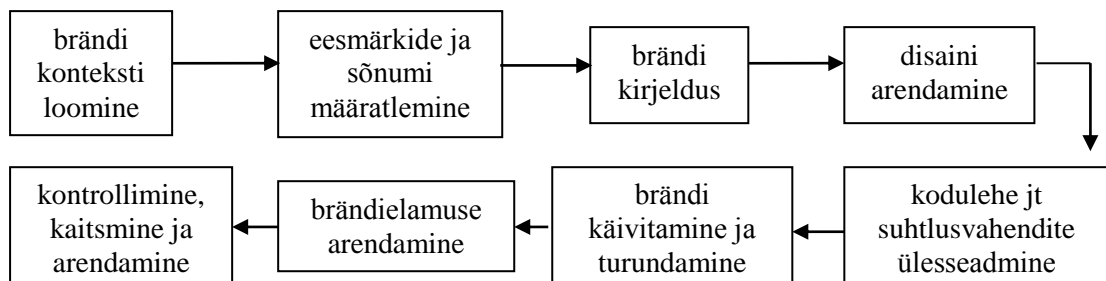 brändi
konteksti
loomine
eesmärkide ja
sõnumi
määratlemine
brändi
kirjeldus
disaini
arendamine
kodulehe jt
suhtlusvahendite
ülesseadmine
brändi
käivitamine ja
turundamine
brändielamuse
arendamine
kontrollimine,
kaitsmine ja
arendamine